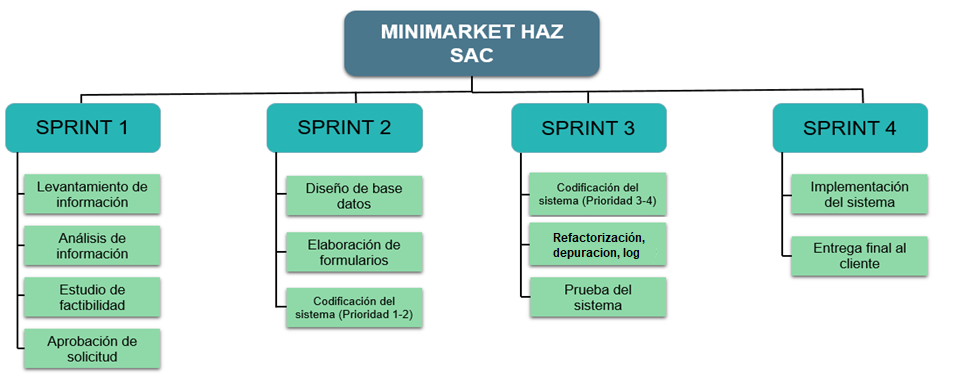 MINIMARKET HAZ
SAC
SPRINT 1
Levantamiento de
información
Análisis de
información
Estudio de
factibilidad
Aprobación de
solicitud
SPRINT 2
Diseño de base
datos
Elaboración de
formularios
Codificación del
sistema (Prioridad 1-2)
SPRINT 3
Codificación del
sistema (Prioridad 3-4)
Refactorización,
depuracion, log
Prueba del
sistema
SPRINT 4
Implementación
del sistema
Entrega final al
cliente